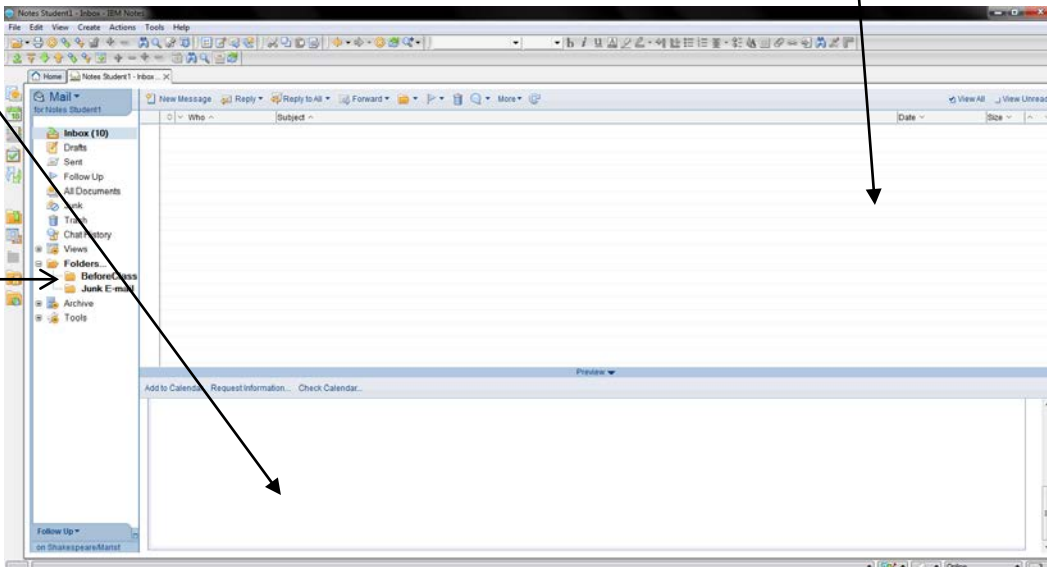 Notes Student1 - Inbox - IBM Notes
File Edit View Create Actions Tools Help
Home Notes Student1 - Inbox...
Mail
for Notes Student1
New Message Reply Reply to All Forward More
View All View Unread
Who Subject Date Size
Inbox (10)
Drafts
Sent
Follow Up
All Documents
Junk
Trash
Chat History
Views
Folders...
BeforeClass
Junk E-mail
Archive
Tools
Preview
Add to Calendar Request Information... Check Calendar...
Follow Up
on Shakespeare/Marist
Online